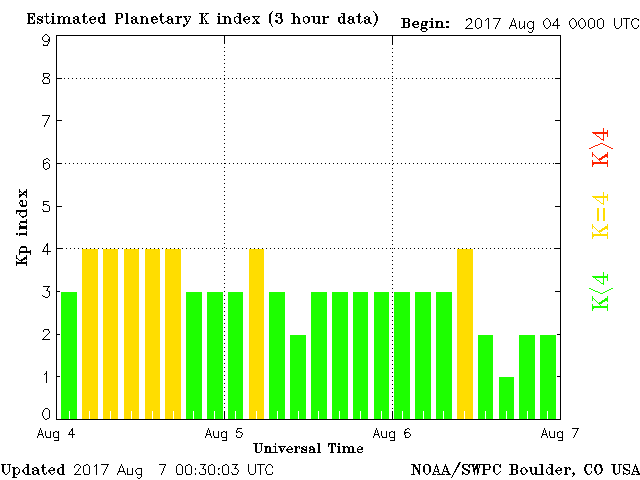 Estimated Planetary K index (3 hour data) Begin: 2017 Aug 04 0000 UTC
9
8
7
6
5
4
3
2
1
0
Kp index
K>4
K=4
K<4
Aug 4 Aug 5 Aug 6 Aug 7
Universal Time
Updated 2017 Aug 7 00:30:03 UTC NOAA/SWPC Boulder, CO USA